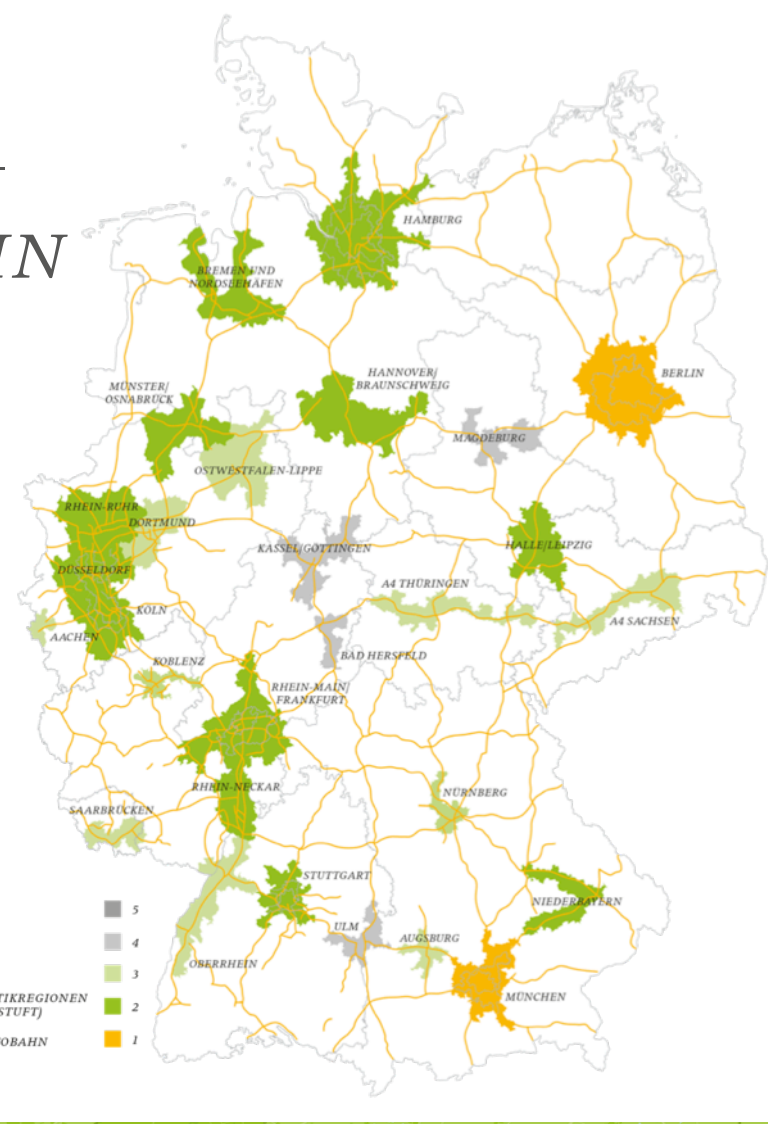 IN
HAMBURG
BREMEN UND
NORDSEEHÄFEN
HANNOVER/
BRAUNSCHWEIG
BERLIN
MÜNSTER/
OSNABRÜCK
MAGDEBURG
OSTWESTFALEN-LIPPE
RHEIN-RUHR
DORTMUND
KASSEL/GÖTTINGEN
HALLE/LEIPZIG
DÜSSELDORF
A4 THÜRINGEN
KÖLN
A4 SACHSEN
AACHEN
BAD HERSFELD
KOBLENZ
RHEIN-MAIN/
FRANKFURT
RHEIN-NECKAR
NÜRNBERG
SAARBRÜCKEN
STUTTGART
NIEDERBAYERN
ULM
AUGSBURG
OBERRHEIN
MÜNCHEN
5
4
3
TIKREGIONEN
STUFT)
2
OBAHN
1